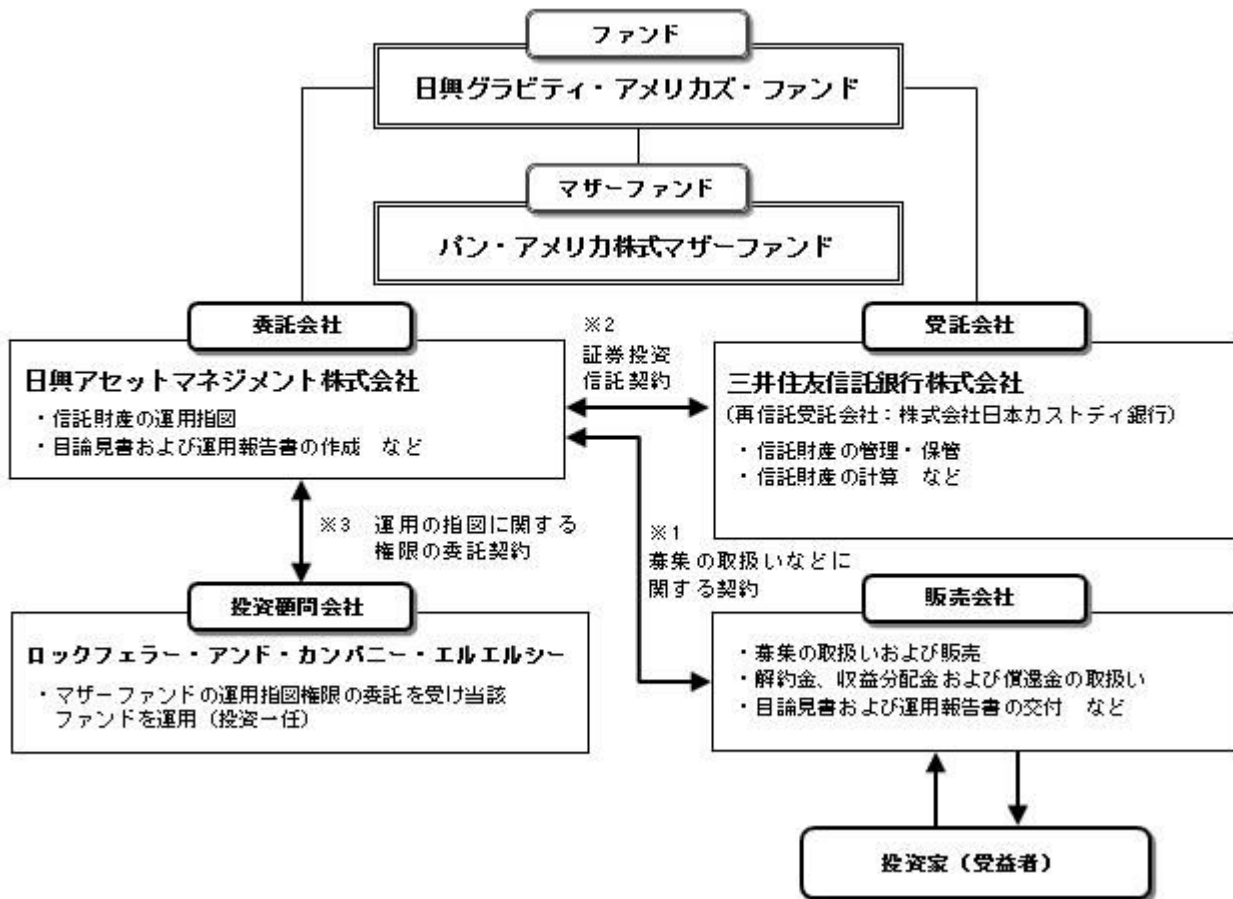 ファンド
日興グラビティ・アメリカズ・ファンド
マザーファンド
パン・アメリカ株式マザーファンド
委託会社
日興アセットマネジメント株式会社
・信託財産の運用指図
・目論見書および運用報告書の作成 など
※2
証券投資
信託契約
受託会社
三井住友信託銀行株式会社
(再信託受託会社:株式会社日本カストディ銀行)
・信託財産の管理・保管
・信託財産の計算 など
※3 運用の指図に関する
権限の委託契約
※1
募集の取扱いなどに
関する契約
投資顧問会社
ロックフェラー・アンド・カンパニー・エルエルシー
・マザーファンドの運用指図権限の委託を受け当該
ファンドを運用(投資一任)
販売会社
・募集の取扱いおよび販売
・解約金、収益分配金および償還金の取扱い
・目論見書および運用報告書の交付 など
投資家(受益者)